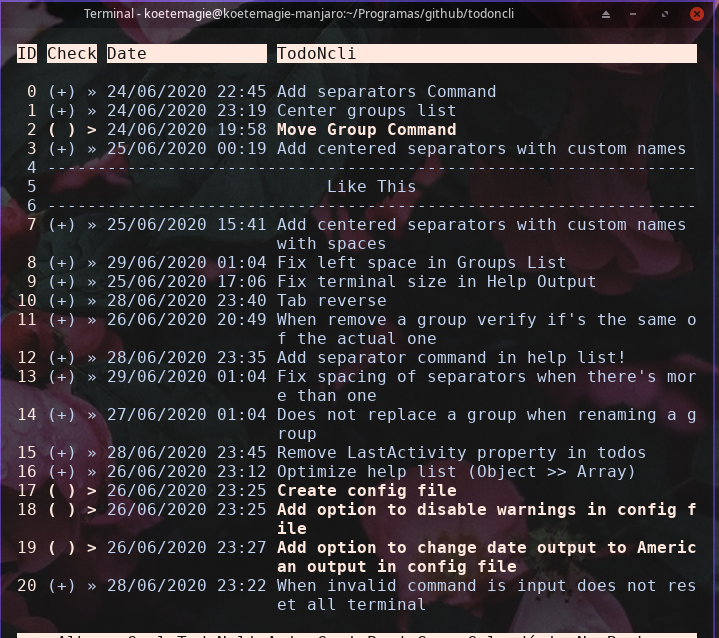 Terminal - koetemagie@koetemagie-manjaro:~/Programas/github/todoncli
ID Check Date TodoNcli
0 (+) » 24/06/2020 22:45 Add separators Command
1 (+) » 24/06/2020 23:19 Center groups list
2 ( ) > 24/06/2020 19:58 Move Group Command
3 (+) » 25/06/2020 00:19 Add centered separators with custom names
4 -----------------------------------------------------------------
5 Like This
6 -----------------------------------------------------------------
7 (+) » 25/06/2020 15:41 Add centered separators with custom names
with spaces
8 (+) » 29/06/2020 01:04 Fix left space in Groups List
9 (+) » 25/06/2020 17:06 Fix terminal size in Help Output
10 (+) » 28/06/2020 23:40 Tab reverse
11 (+) » 26/06/2020 20:49 When remove a group verify if's the same o
f the actual one
12 (+) » 28/06/2020 23:35 Add separator command in help list!
13 (+) » 29/06/2020 01:04 Fix spacing of separators when there's mor
e than one
14 (+) » 27/06/2020 01:04 Does not replace a group when renaming a g
roup
15 (+) » 28/06/2020 23:45 Remove LastActivity property in todos
16 (+) » 26/06/2020 23:12 Optimize help list (Object >> Array)
17 ( ) > 26/06/2020 23:25 Create config file
18 ( ) > 26/06/2020 23:25 Add option to disable warnings in config f
ile
19 ( ) > 26/06/2020 23:27 Add option to change date output to Americ
an output in config file
20 (+) » 28/06/2020 23:22 When invalid command is input does not res
et all terminal